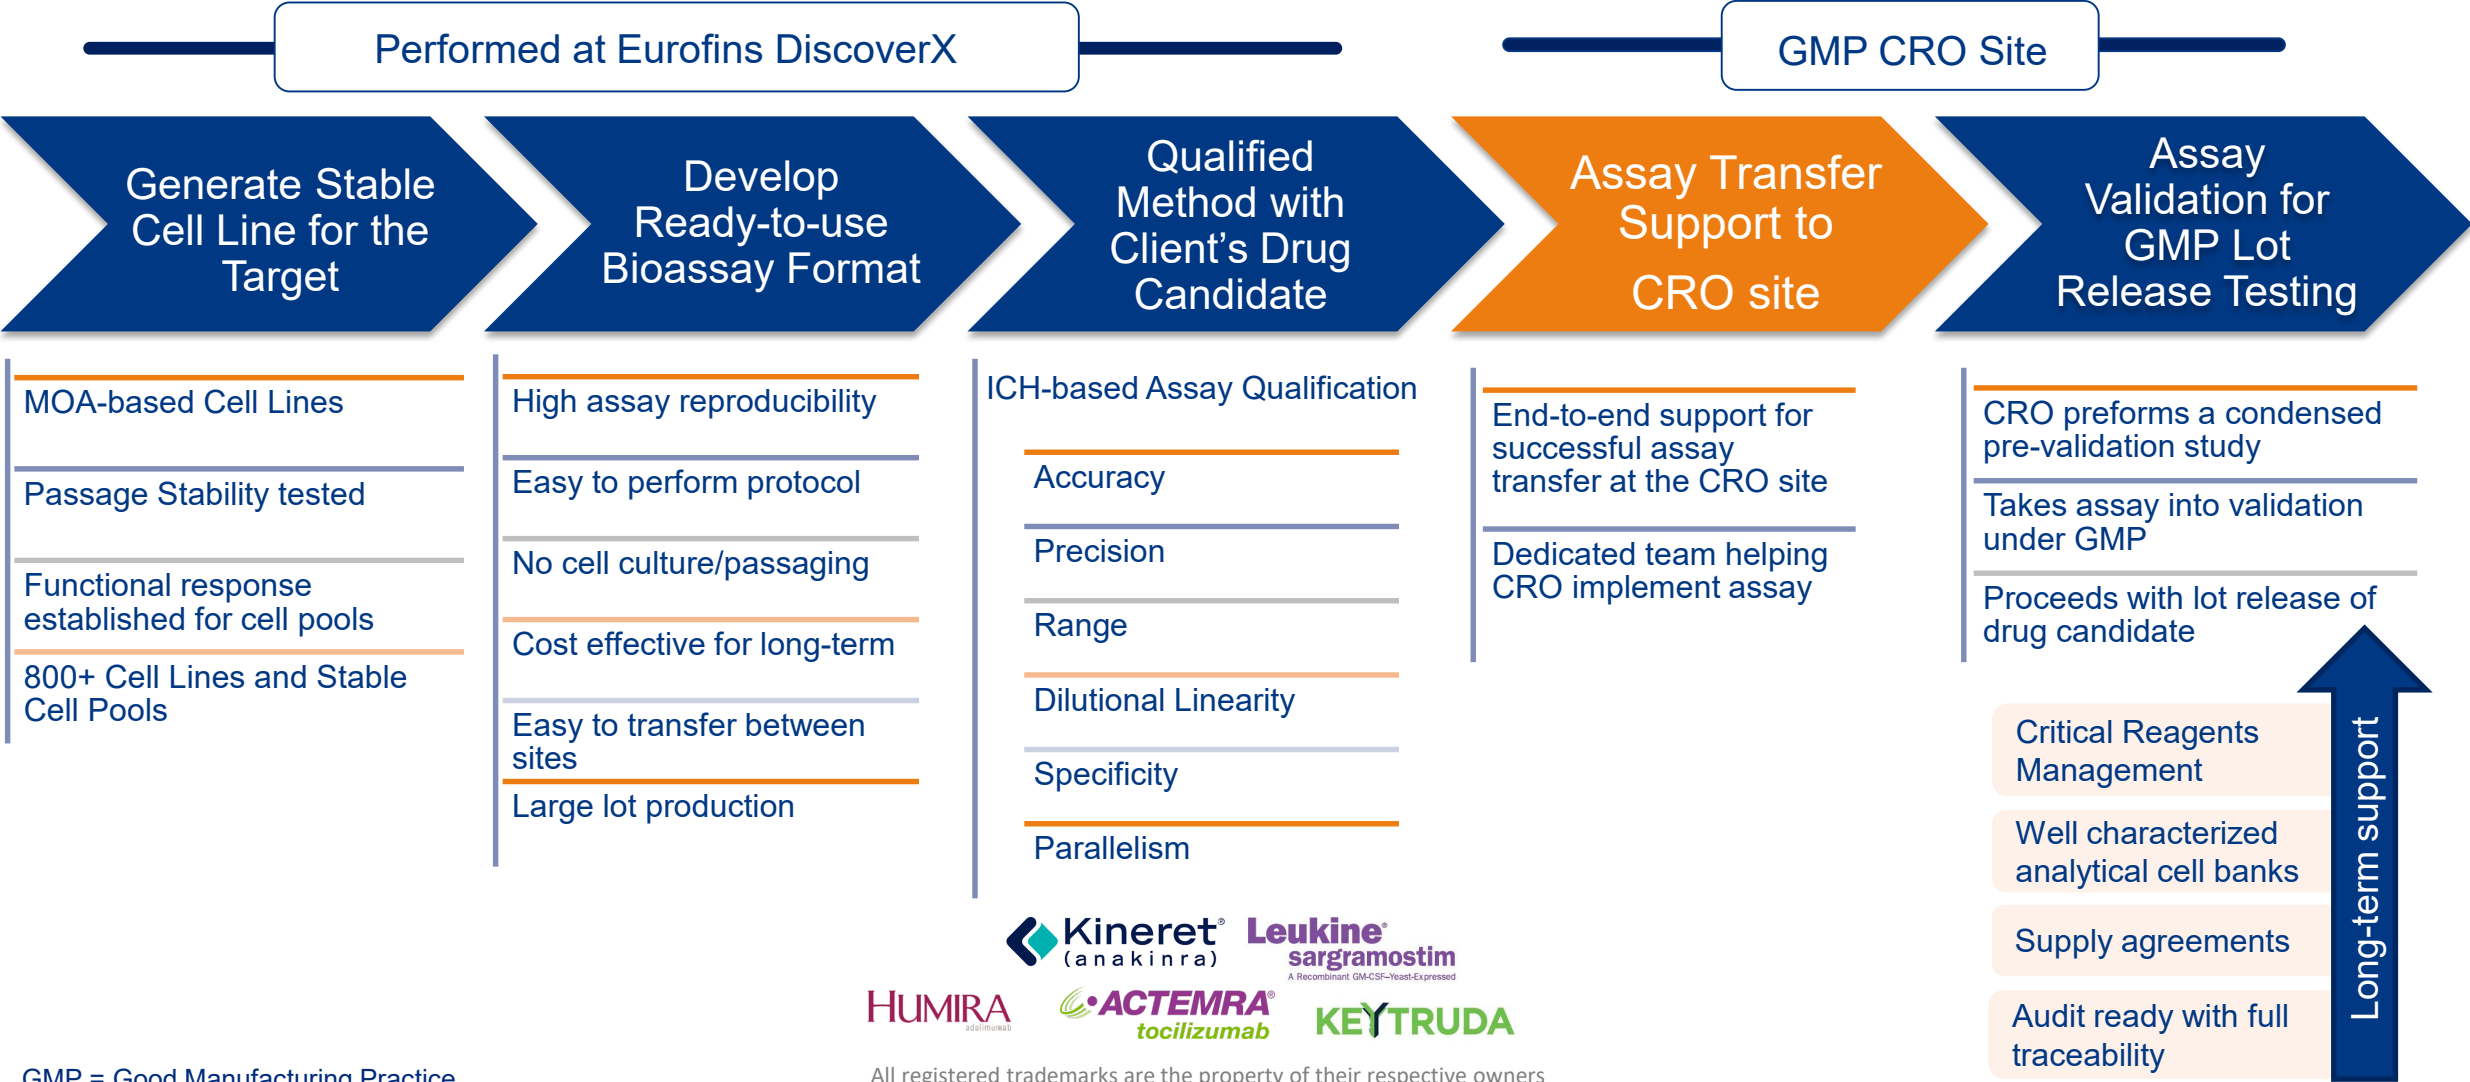 Performed at Eurofins DiscoverX
GMP CRO Site
Generate Stable
Cell Line for the
Target
Develop
Ready-to-use
Bioassay Format
Qualified
Method with
Client’s Drug
Candidate
Assay Transfer
Support to
CRO site
Assay
Validation for
GMP Lot
Release Testing
MOA-based Cell Lines
Passage Stability tested
Functional response
established for cell pools
800+ Cell Lines and Stable
Cell Pools
High assay reproducibility
Easy to perform protocol
No cell culture/passaging
Cost effective for long-term
Easy to transfer between
sites
Large lot production
ICH-based Assay Qualification
Accuracy
Precision
Range
Dilutional Linearity
Specificity
Parallelism
End-to-end support for
successful assay
transfer at the CRO site
Dedicated team helping
CRO implement assay
CRO preforms a condensed
pre-validation study
Takes assay into validation
under GMP
Proceeds with lot release of
drug candidate
Critical Reagents
Management
Well characterized
analytical cell banks
Supply agreements
Audit ready with full
traceability
Long-term support
Kineret®
(anakinra)
Leukine®
sargramostim
A Recombinant GM-CSF–Yeast-Expressed
HUMIRA
adalimumab
ACTEMRA®
tocilizumab
KEYTRUDA
GMP = Good Manufacturing Practice
All registered trademarks are the property of their respective owners